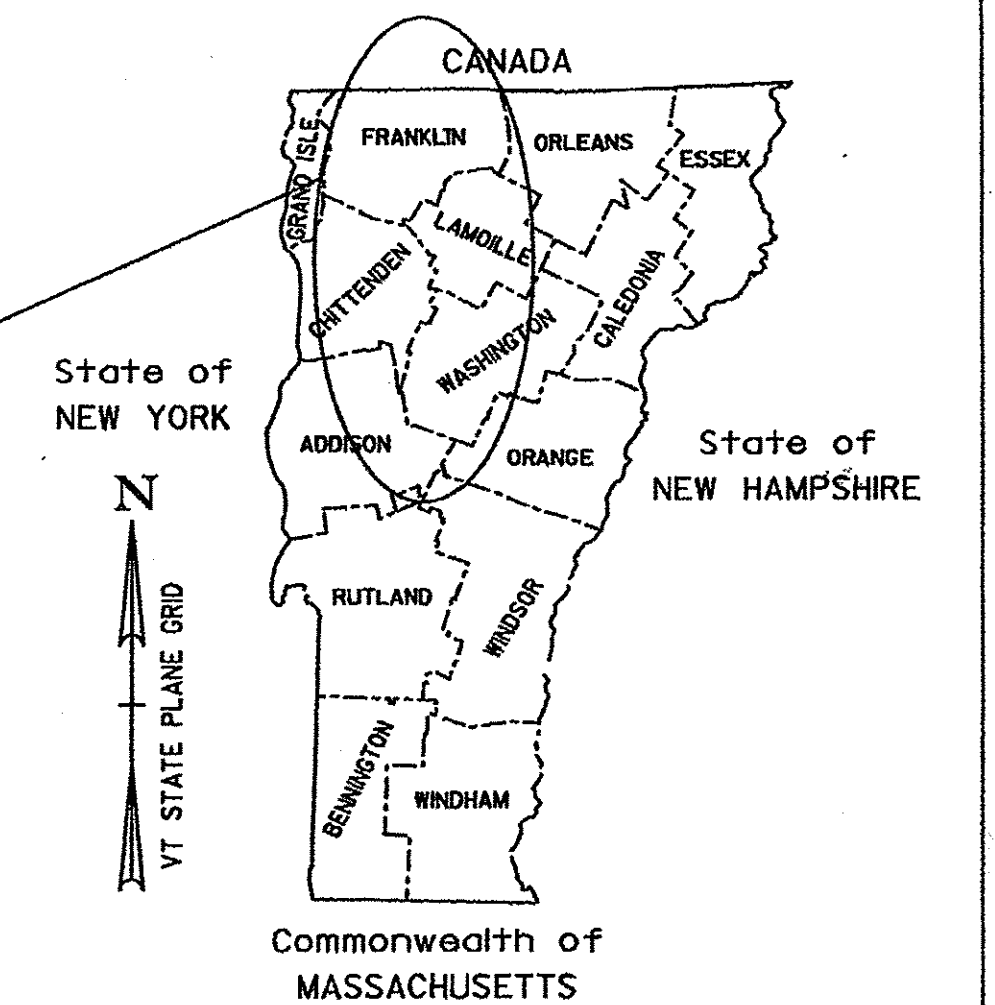 CANADA
FRANKLIN
ORLEANS
ESSEX
GRAND ISLE
LAMOILLE
CHITTENDEN
CALEDONIA
WASHINGTON
State of
NEW YORK
ADDISON
ORANGE
State of
NEW HAMPSHIRE
N
VT STATE PLANE GRID
RUTLAND
WINDSOR
BENNINGTON
WINDHAM
Commonwealth of
MASSACHUSETTS